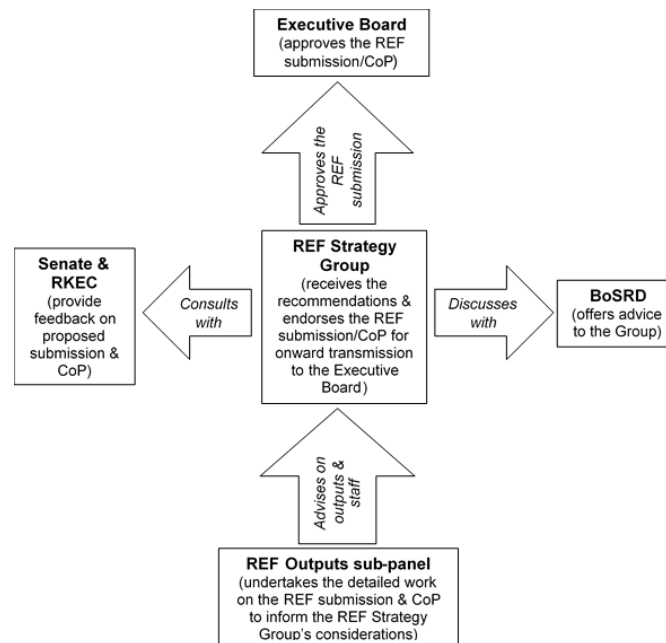 Executive Board
(approves the REF
submission/CoP)
Approves the
REF
submission
Senate &
RKEC
(provide
feedback on
proposed
submission &
CoP)
Consults
with
REF Strategy
Group
(receives the
recommendations &
endorses the REF
submission/CoP for
onward transmission
to the Executive
Board)
Discusses
with
BoSRD
(offers advice
to the Group)
Advises on
outputs &
staff
REF Outputs sub-panel
(undertakes the detailed work
on the REF submission & CoP
to inform the REF Strategy
Group's considerations)